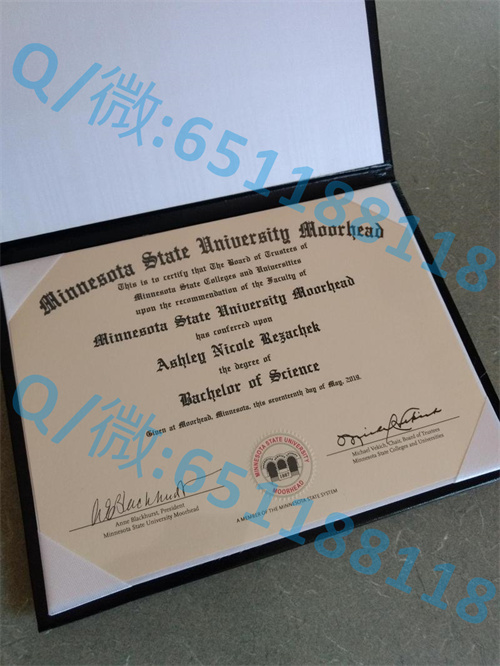 Q/微:651188118
Minnesota State University Moorhead
This is to certify that The Board of Trustees of
Minnesota State Colleges and Universities
upon the recommendation of the Faculty of
Minnesota State University Moorhead
has conferred upon
Ashley Nicole Rezachek
the degree of
Bachelor of Science
Given at Moorhead, Minnesota, this seventeenth day of May, 2019.
Michael Vekich, Chair, Board of Trustees
Minnesota State Colleges and Universities
MINNESOTA STATE UNIVERSITY
1887
MOORHEAD
Anne Blackhurst, President
Minnesota State University Moorhead
A MEMBER OF THE MINNESOTA STATE SYSTEM
Q/微:651188118